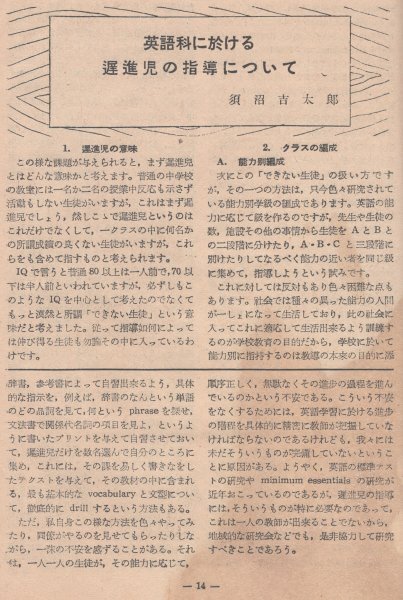 英語科に於ける
遅進児の指導について
須沼吉太郎
1. 遅進児の意味
この様な課題が与えられると，まず遅進児
とはどんな意味かと考えます。普通の中学校
の教室には一名か二名の授業中反応も示さず
活動もしない生徒がいますが，これはまず遅
進児でしょう，然しこゝで遅進児というのは
これだけでなくして，一クラスの中に何名か
の所謂成績の良くない生徒がいますが，これ
らをも含めて指すものと考えられます。
IQ で言うと普通 80 以上は一人前で，70 以
下は半人前といわれていますが，必ずしもこ
のような IQ を中心として考えたのでなくて
もっと漠然と所謂「できない生徒」という意
味だと考えました。従って指導如何によって
は伸び得る生徒も勿論その中に入っているわ
けです。
2. クラスの編成
A. 能力別編成
次にこの「できない生徒」の扱い方です
が，その一つの方法は，只今色々研究されて
いる能力別学級の編成であります。英語の能
力に応じて級を作るのですが，先生や生徒の
数，施設その他の事情から生徒を A と B と
の二段階に分けたり，A・B・C と三段階に
別けたりしてなるべく能力の近い者を同じ級
に集めて，指導しようという試みです。
これに対しては反対もあり色々困難な点も
あります。社会では種々の異った能力の人間
が一しょになって生活しており，此の社会に
入ってこれに適応して生活出来るよう訓練す
るのが学校教育の目的だから，学校に於いて
能力別に指持するのは教導の本来の目的に添
辞書，参考書によって自習出来るよう，具体
的な指示を，例えば，辞書のなんという単語
のどの品詞を見て，何という phrase を探せ，
文法書で関係代名詞の項目を見よ，というよ
うに書いたプリントを与えて自習させておい
て，遅進児だけを数名選んで自分のところに
集め，これには，その課を易しく書きなをし
たテクストを与えて，その教材の中に含まれ
る，最も基本的な vocabulary と文型につい
て，徹底的に drill するという方法もある。
ただ，私自身この様な方法を色々やってみ
たり，同僚がやるのを見せてもらったりしな
がら，一抹の不安を感ずることがある。それ
は，一人一人の生徒が，その能力に応じて，
順序正しく，無駄なくその進歩の過程を進ん
でいるのかという不安である。こういう不安
をなくするためには，英語学習に於ける進歩
の階程を具体的に精密に教師が把握していな
ければならないのであるけれども，我々には
未だそういうものが完備していないというこ
とに原因がある。ようやく，英語の標準テス
トの研究や minimum essentials の研究が
近年おこっているのであるが，遅進児の指導
には，そういうものが特に必要なのであって，
これは一人の教師が出来ることでないから，
地域的な研究会などでも，是非協力して研究
すべきことであろう。
— 14 —